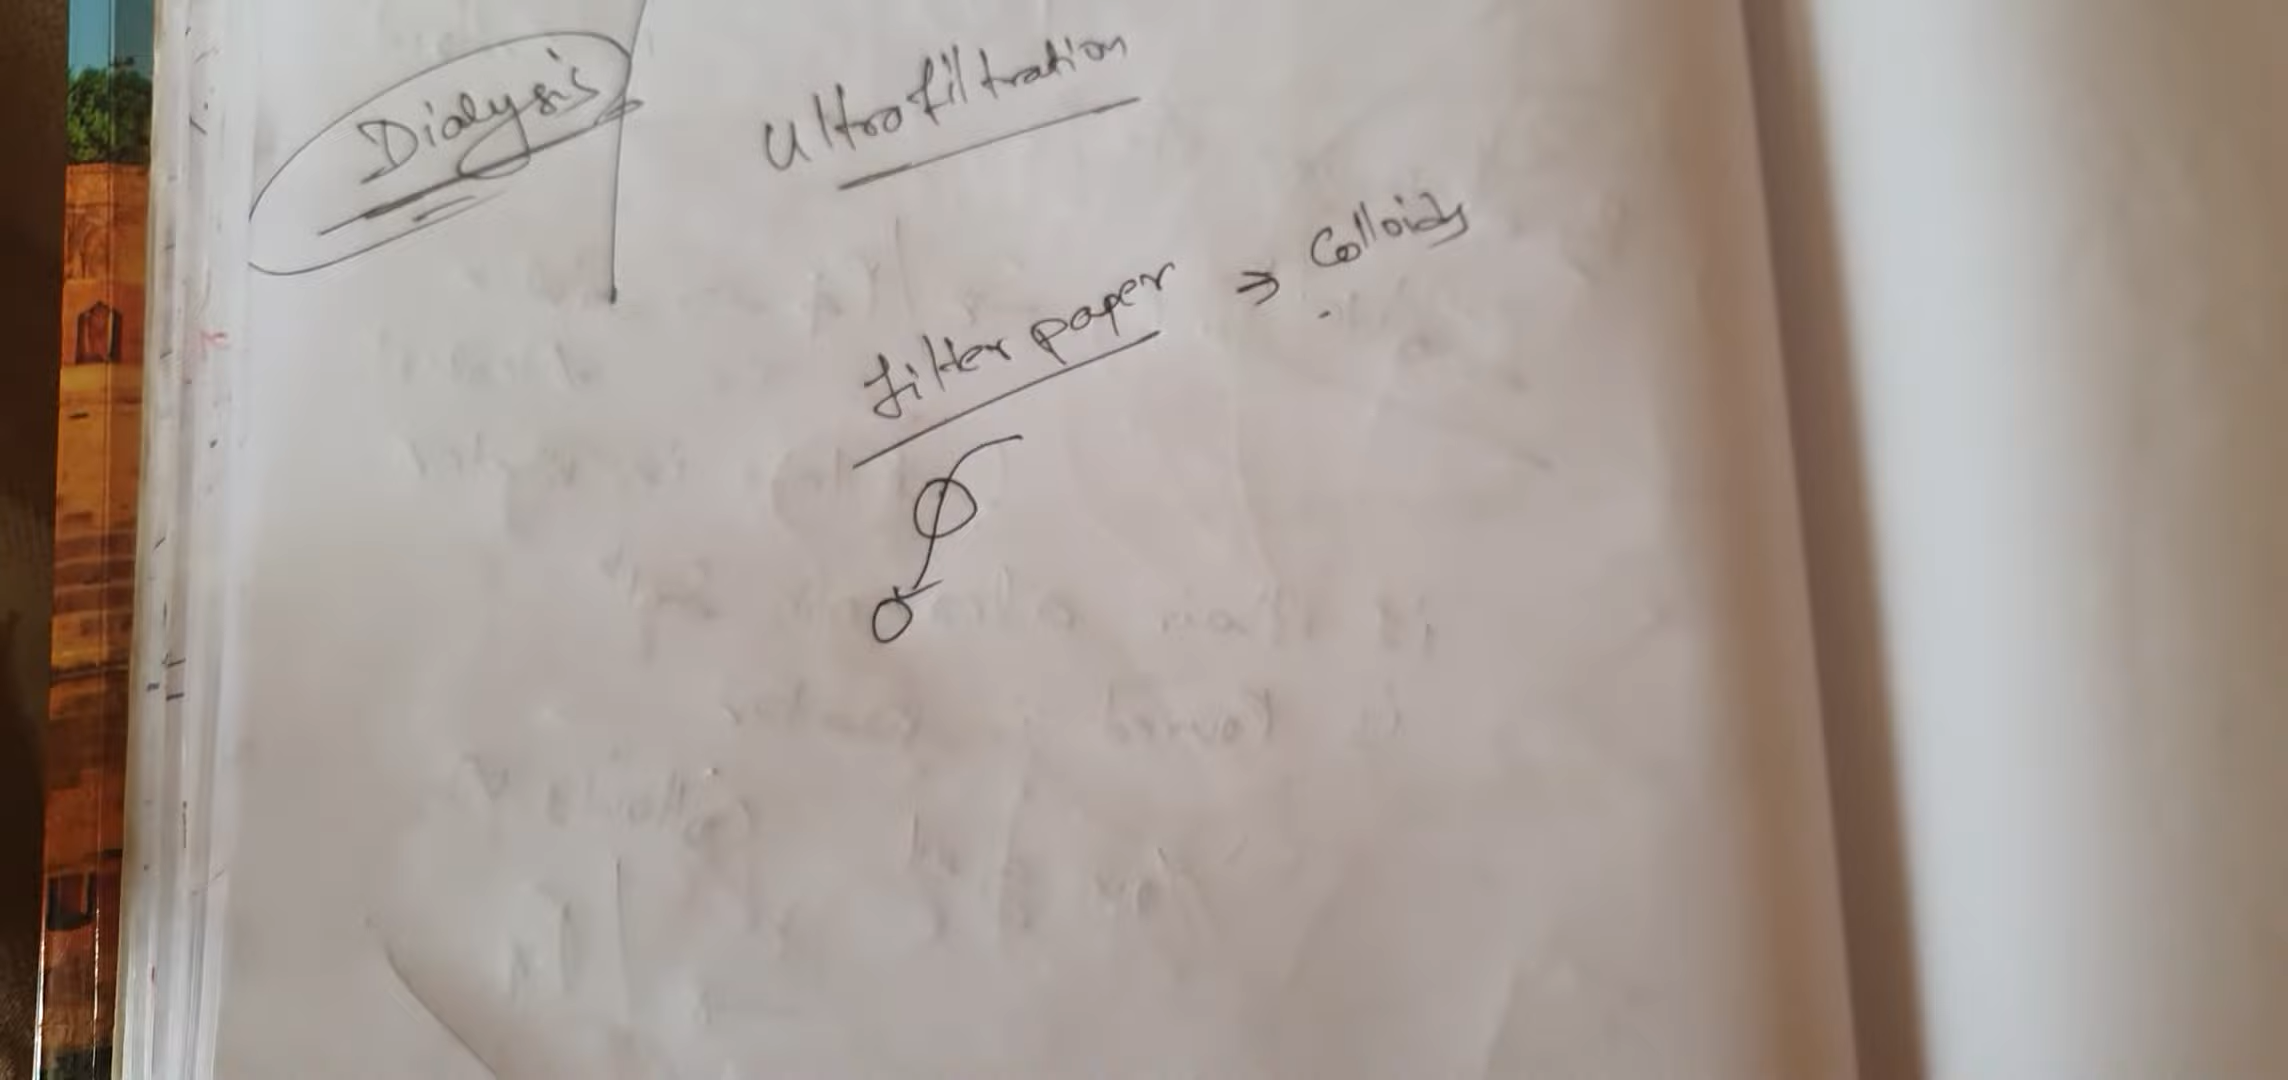 Dialysis
Ultrafiltration
filter paper → Colloids